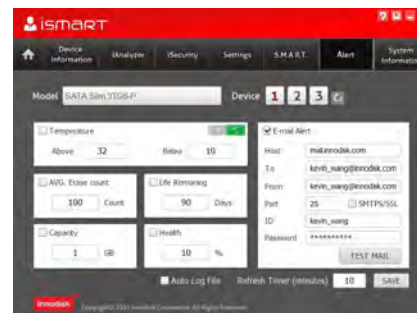 ismart
Device Information
iAnalyzer
iSecurity
Settings
S.M.A.R.T.
Alert
System Information
Model SATA Slim 3TG6-P
Device 1 2 3
Temperature
Above 32 Below 10
E-mail Alert
Host mail.innodisk.com
To kevin_wang@innodisk.com
From kevin_wang@innodisk.com
Port 25 SMTPS/SSL
ID kevin_wang
Password **********
TEST MAIL
AVG. Erase count
100 Count
Life Remaining
90 Days
Capacity
1 GB
Health
10 %
Auto Log File Refresh Timer (minutes) 10 SAVE
innodisk